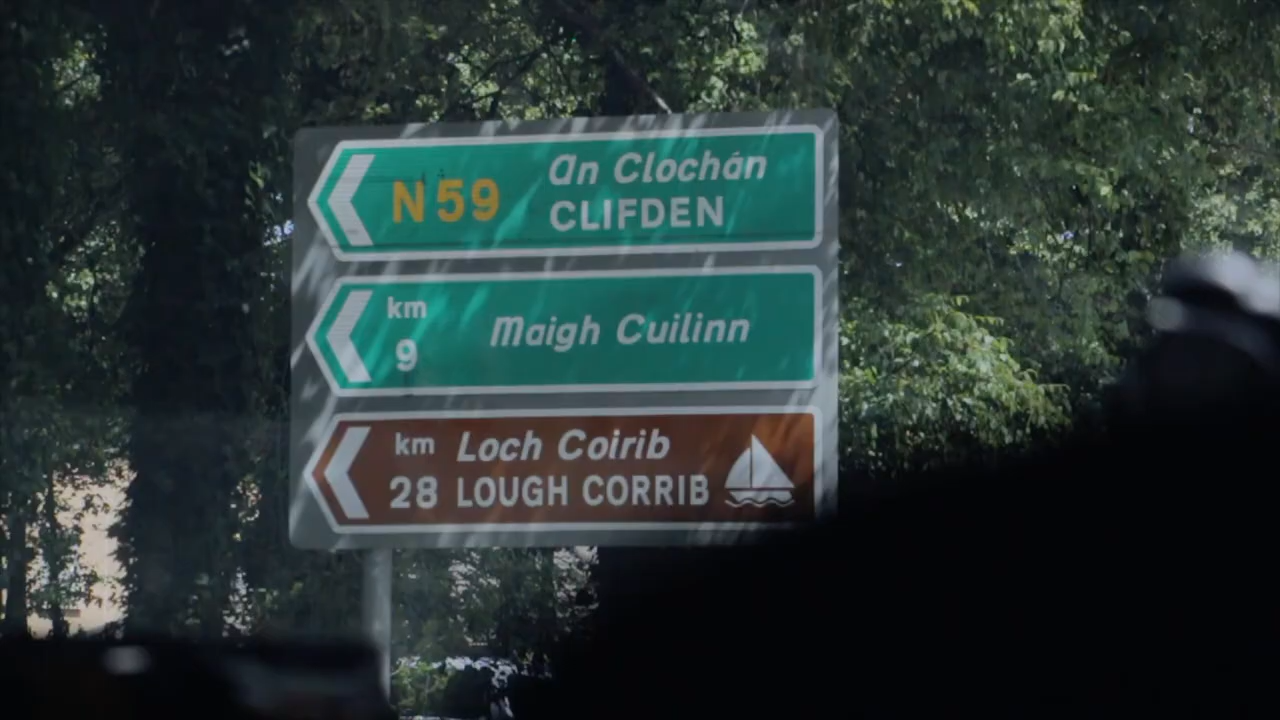 N59
An Clochán
CLIFDEN
km
9
Maigh Cuilinn
km Loch Coirib
28 LOUGH CORRIB